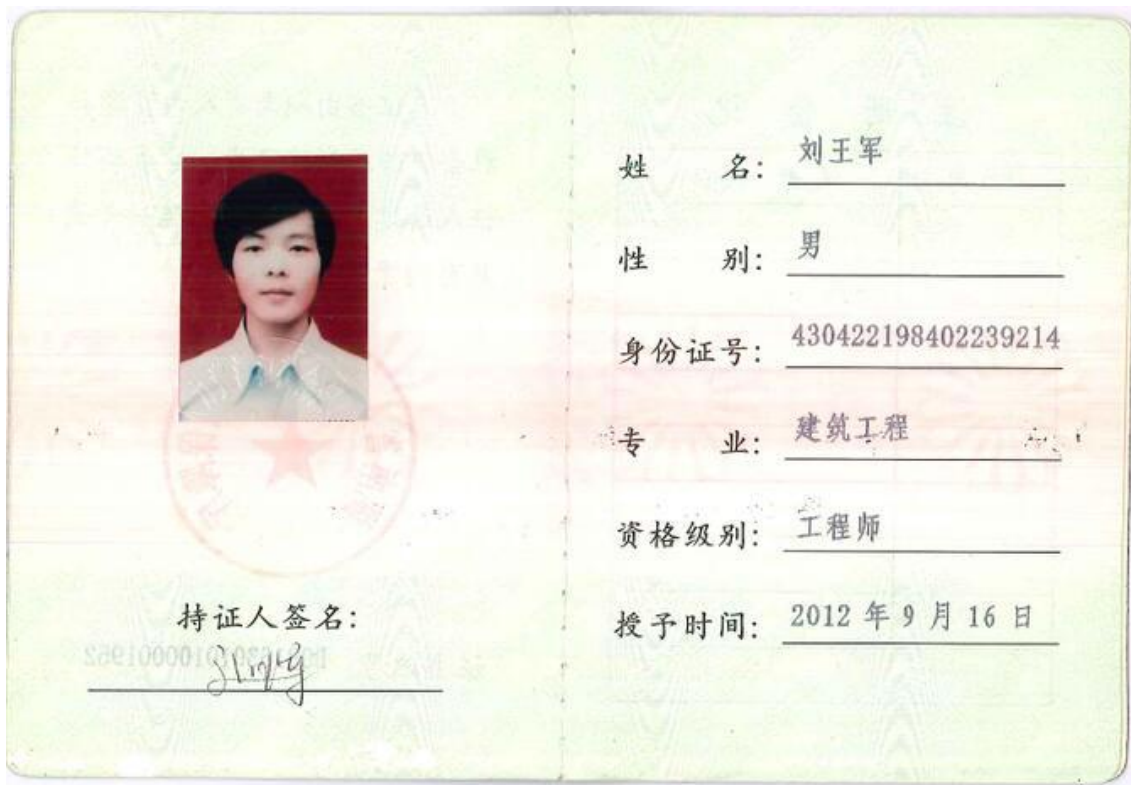 持证人签名:
姓 名: 刘王军
性 别: 男
身份证号: 430422198402239214
专 业: 建筑工程
资格级别: 工程师
授予时间: 2012 年 9 月 16 日